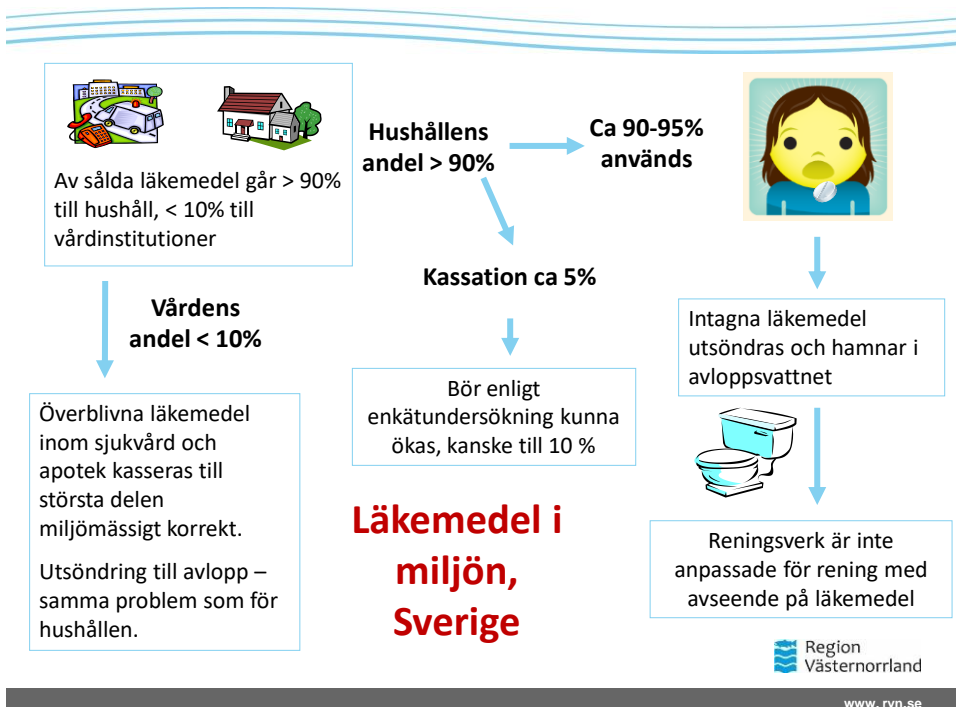 Av sålda läkemedel går > 90%
till hushåll, < 10% till
vårdinstitutioner
Hushållens
andel > 90%
Ca 90-95%
används
Kassation ca 5%
Vårdens
andel < 10%
Intagna läkemedel
utsöndras och hamnar i
avloppsvattnet
Bör enligt
enkätundersökning kunna
ökas, kanske till 10 %
Överblivna läkemedel
inom sjukvård och
apotek kasseras till
största delen
miljömässigt korrekt.
Utsöndring till avlopp –
samma problem som för
hushållen.
Läkemedel i
miljön,
Sverige
Reningsverk är inte
anpassade för rening med
avseende på läkemedel
Region
Västernorrland
www. rvn.se